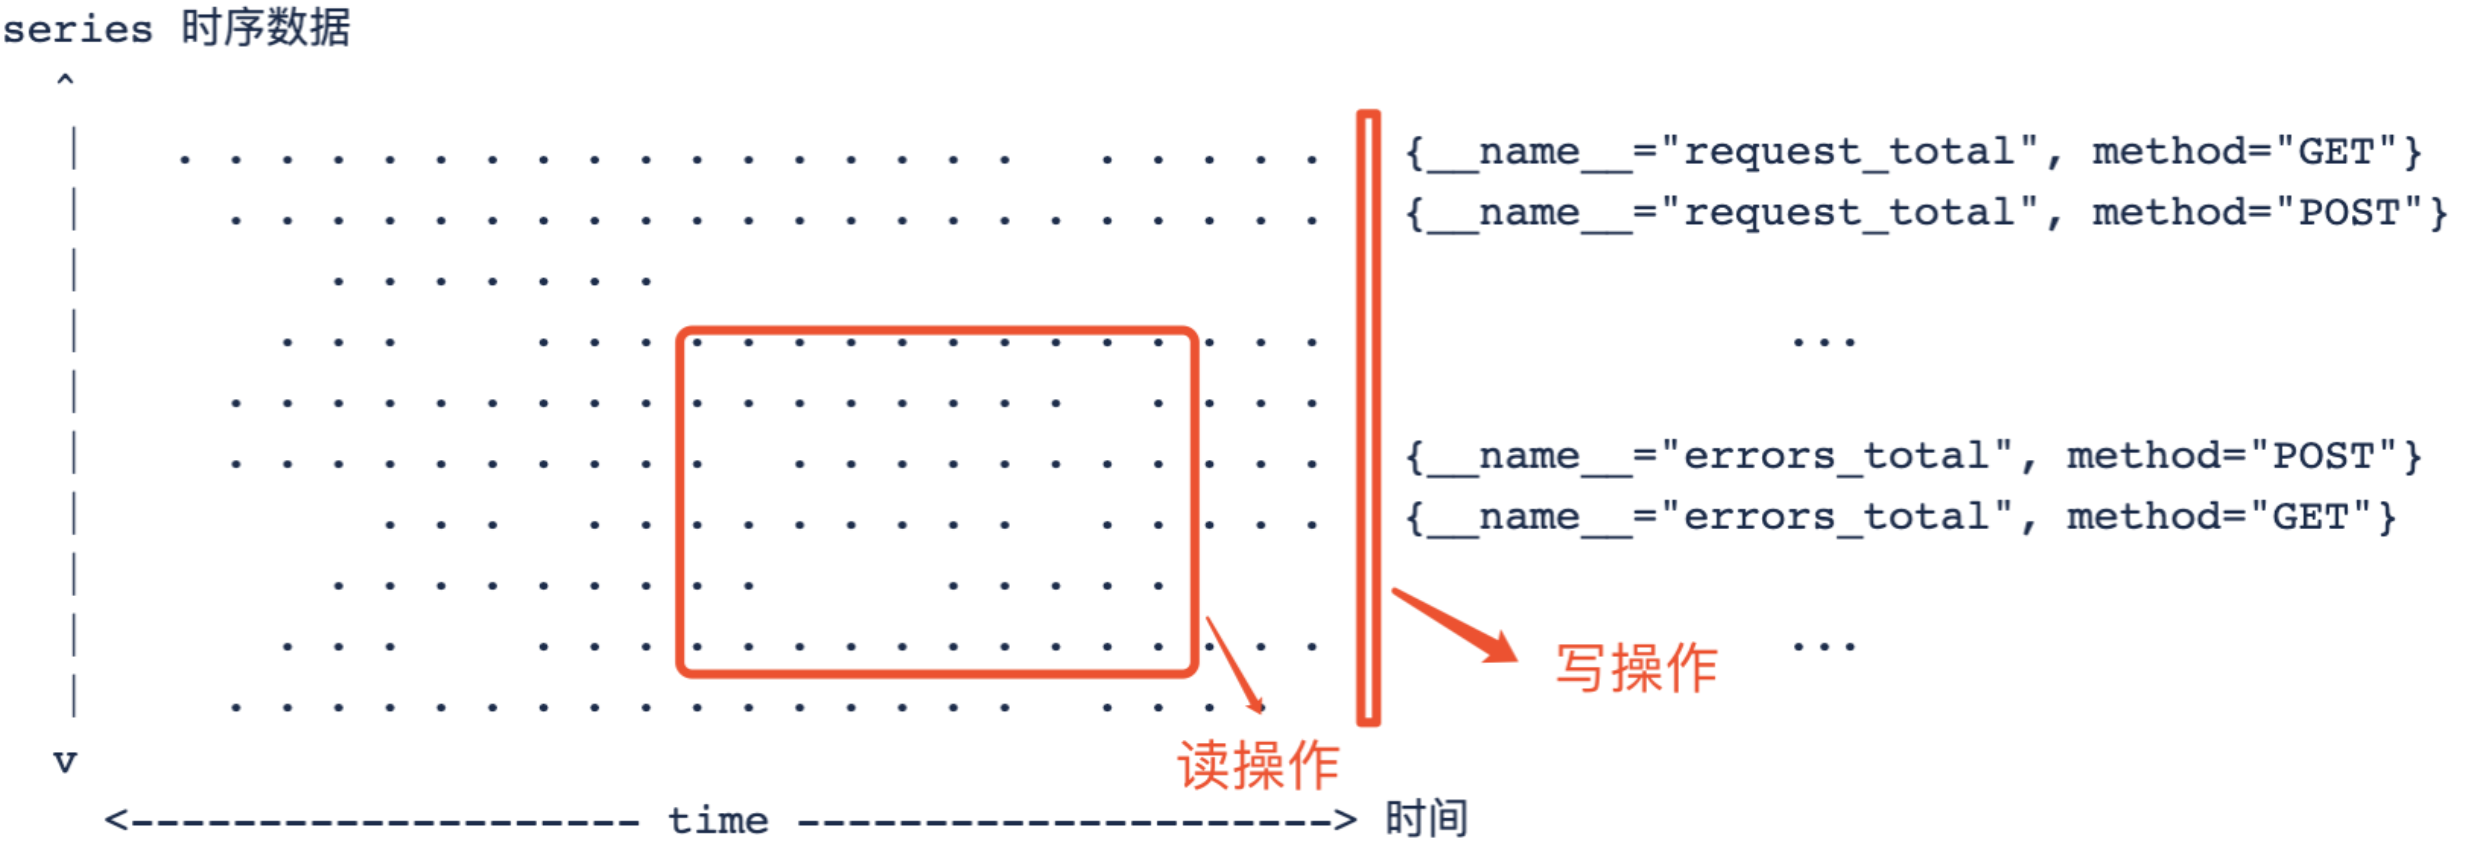 series 时序数据
^
{__name__="request_total", method="GET"}
{__name__="request_total", method="POST"}
...
{__name__="errors_total", method="POST"}
{__name__="errors_total", method="GET"}
...
写操作
读操作
v
<-------------------- time ---------------------> 时间